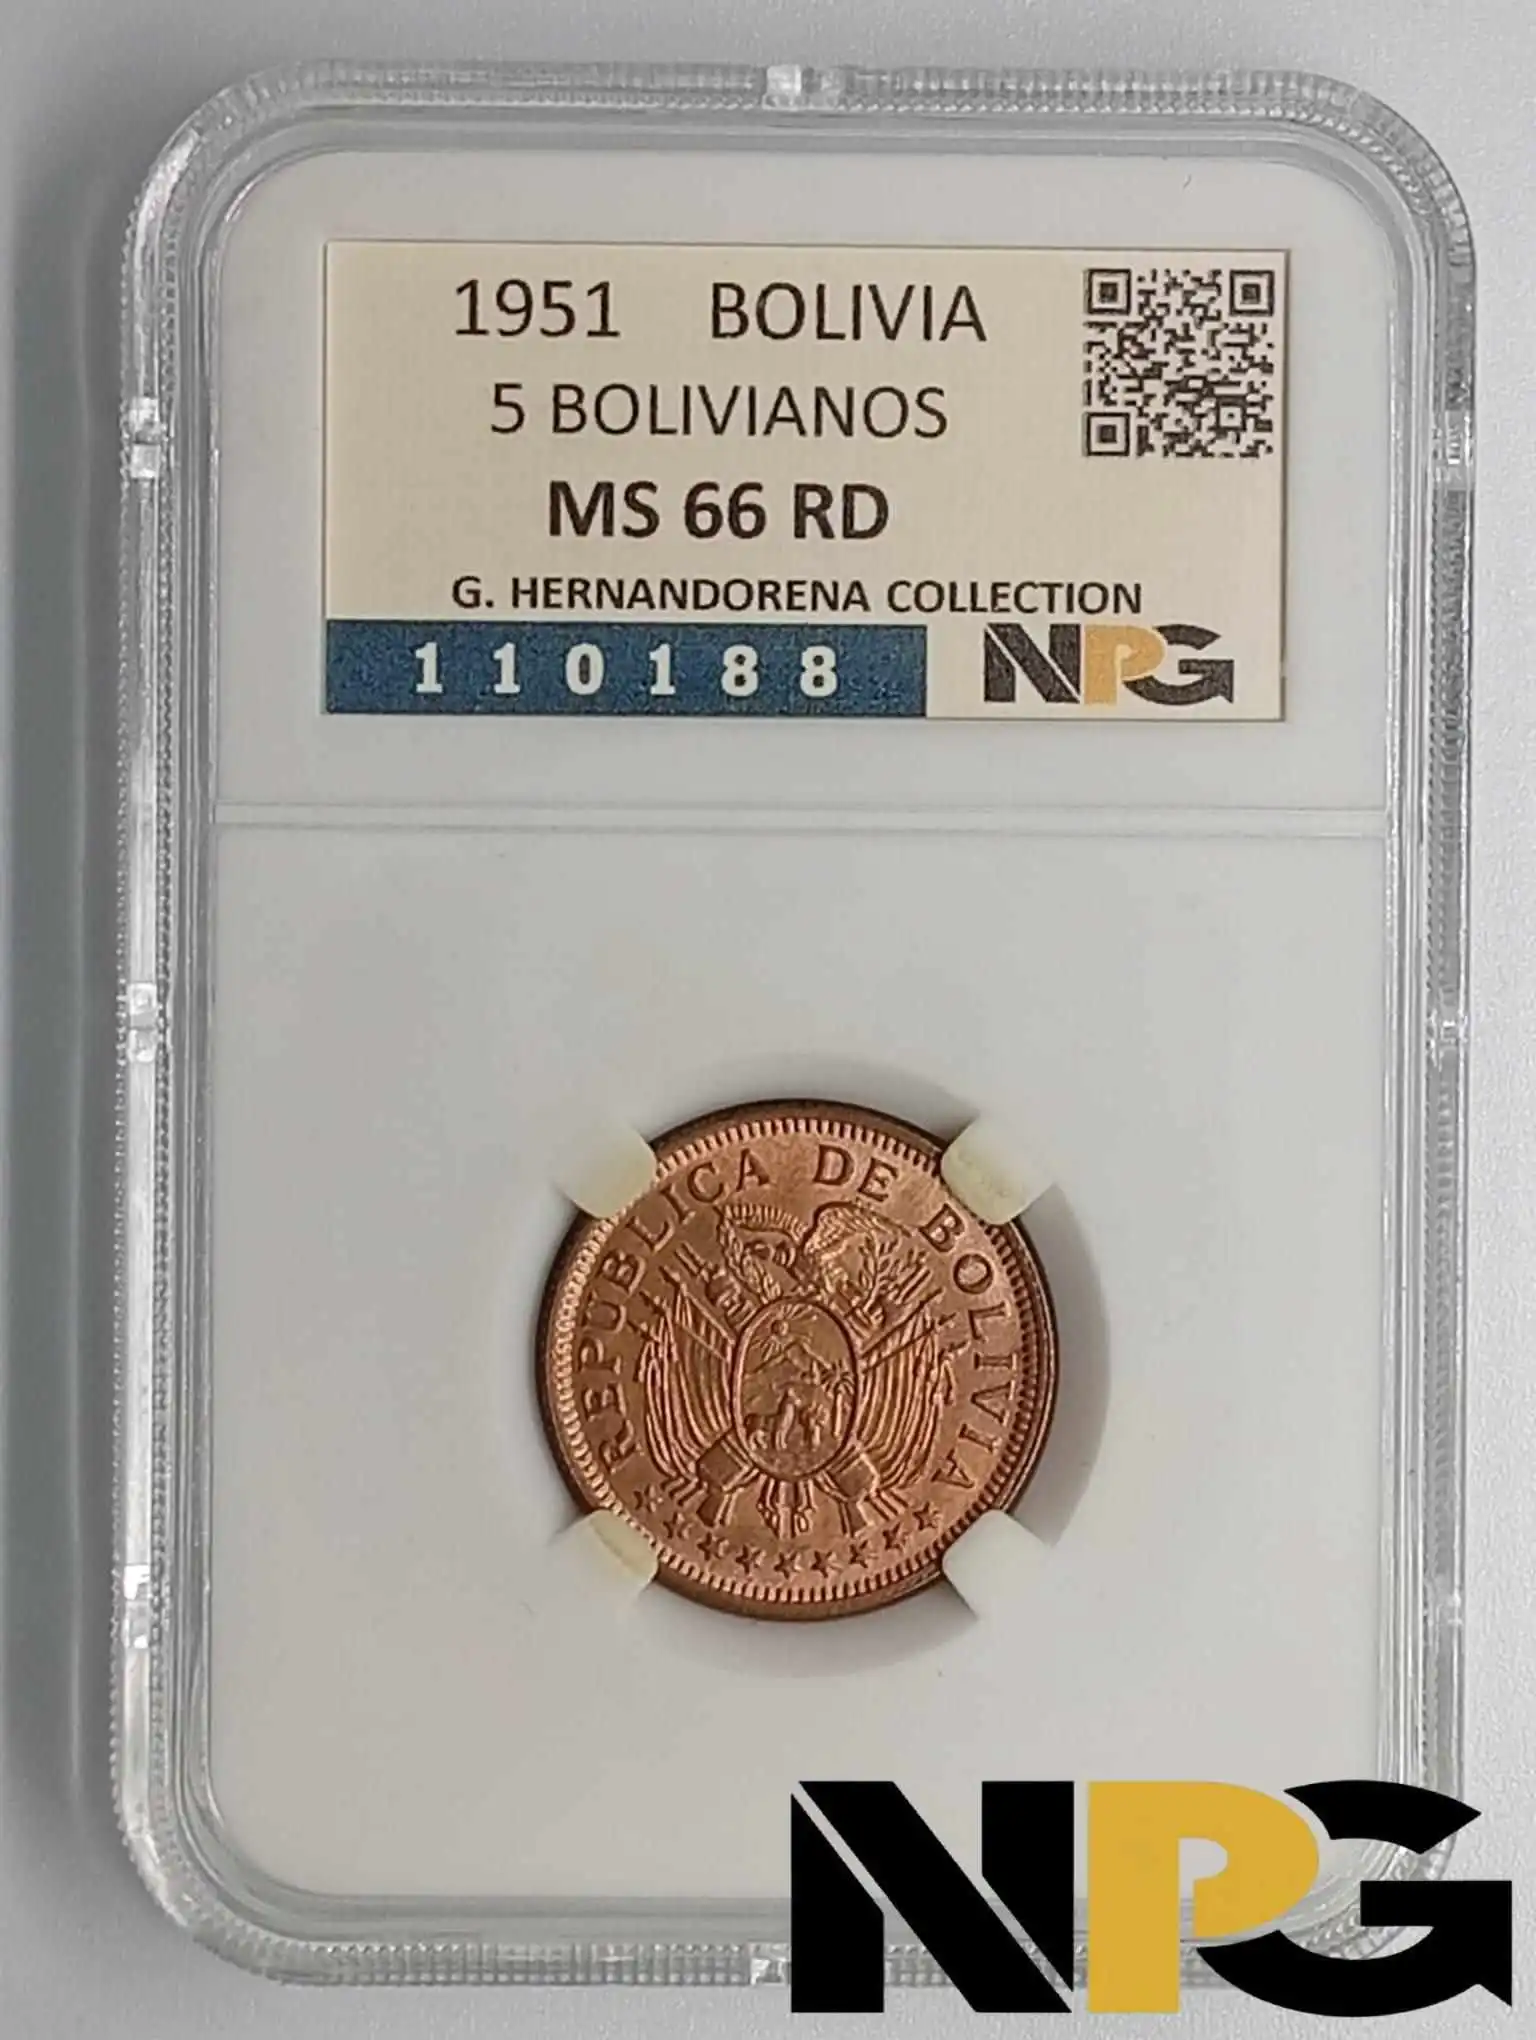 1951 BOLIVIA
5 BOLIVIANOS
MS 66 RD
G. HERNANDORENA COLLECTION
110188 NPG
REPUBLICA DE BOLIVIA
NPG